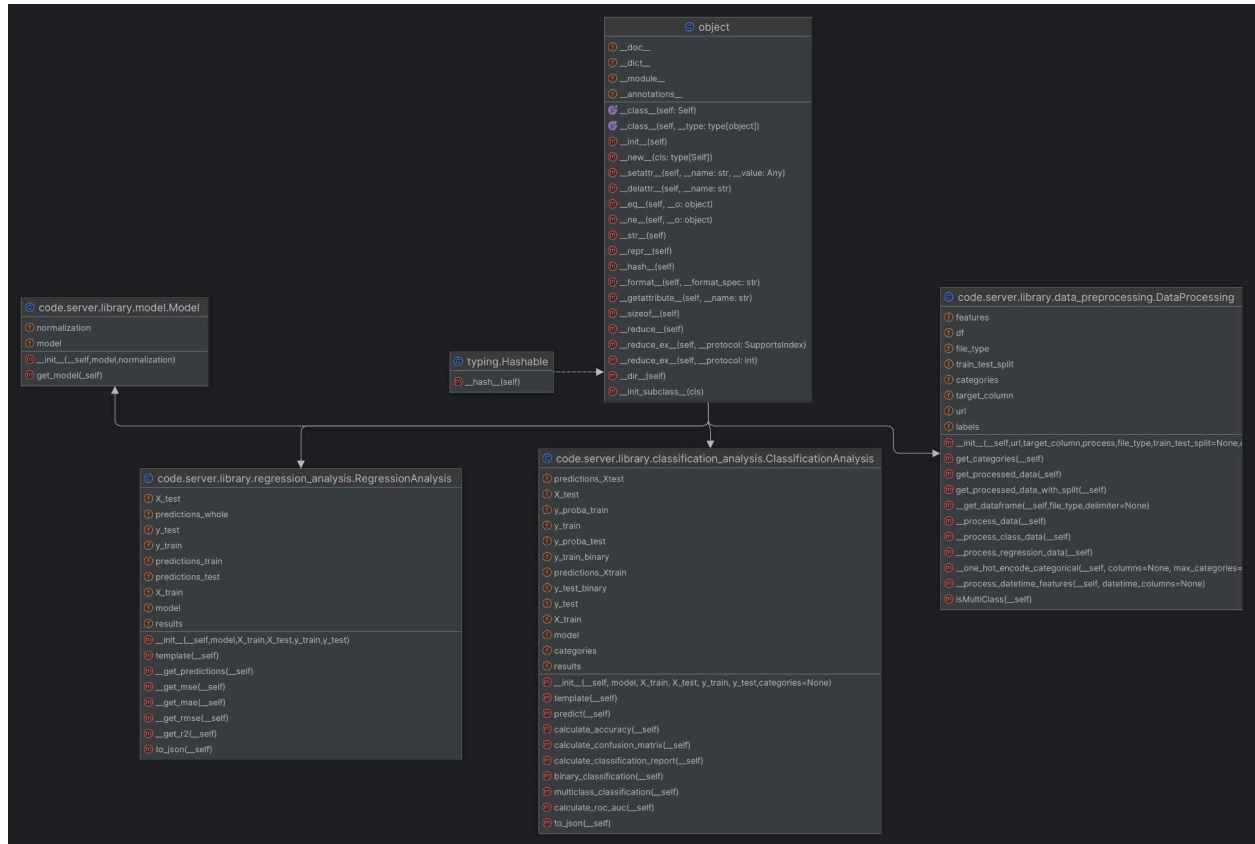 object
__doc__
__dict__
__module__
__annotations__
__class__(self: Self)
__class__(self, __type: type[object])
__init__(self)
__new__(cls: type[Self])
__setattr__(self, __name: str, __value: Any)
__delattr__(self, __name: str)
__eq__(self, __o: object)
__ne__(self, __o: object)
__str__(self)
__repr__(self)
__hash__(self)
__format__(self, __format_spec: str)
__getattribute__(self, __name: str)
__sizeof__(self)
__reduce__(self)
__reduce_ex__(self, __protocol: SupportsIndex)
__reduce_ex__(self, __protocol: int)
__dir__(self)
__init_subclass__(cls)
code.server.library.model.Model
normalization
model
__init__(__self,model,normalization)
get_model(_self)
typing.Hashable
__hash__(self)
code.server.library.data_preprocessing.DataProcessing
features
df
file_type
train_test_split
categories
target_column
url
labels
__init__(__self,url,target_column,process,file_type,train_test_split=None,
get_categories(__self)
get_processed_data(_self)
get_processed_data_with_split(__self)
__get_dataframe(__self,file_type,delimiter=None)
__process_data(__self)
__process_class_data(__self)
__process_regression_data(__self)
__one_hot_encode_categorical(__self, columns=None, max_categories=
__process_datetime_features(__self, datetime_columns=None)
isMultiClass(__self)
code.server.library.regression_analysis.RegressionAnalysis
X_test
predictions_whole
y_test
y_train
predictions_train
predictions_test
X_train
model
results
__init__(__self,model,X_train,X_test,y_train,y_test)
template(__self)
__get_predictions(__self)
__get_mse(__self)
__get_mae(__self)
__get_rmse(__self)
__get_r2(__self)
to_json(__self)
code.server.library.classification_analysis.ClassificationAnalysis
predictions_Xtest
X_test
y_proba_train
y_train
y_proba_test
y_train_binary
predictions_Xtrain
y_test_binary
y_test
X_train
model
categories
results
__init__(__self, model, X_train, X_test, y_train, y_test,categories=None)
template(__self)
predict(__self)
calculate_accuracy(__self)
calculate_confusion_matrix(__self)
calculate_classification_report(__self)
binary_classification(__self)
multiclass_classification(__self)
calculate_roc_auc(__self)
to_json(__self)